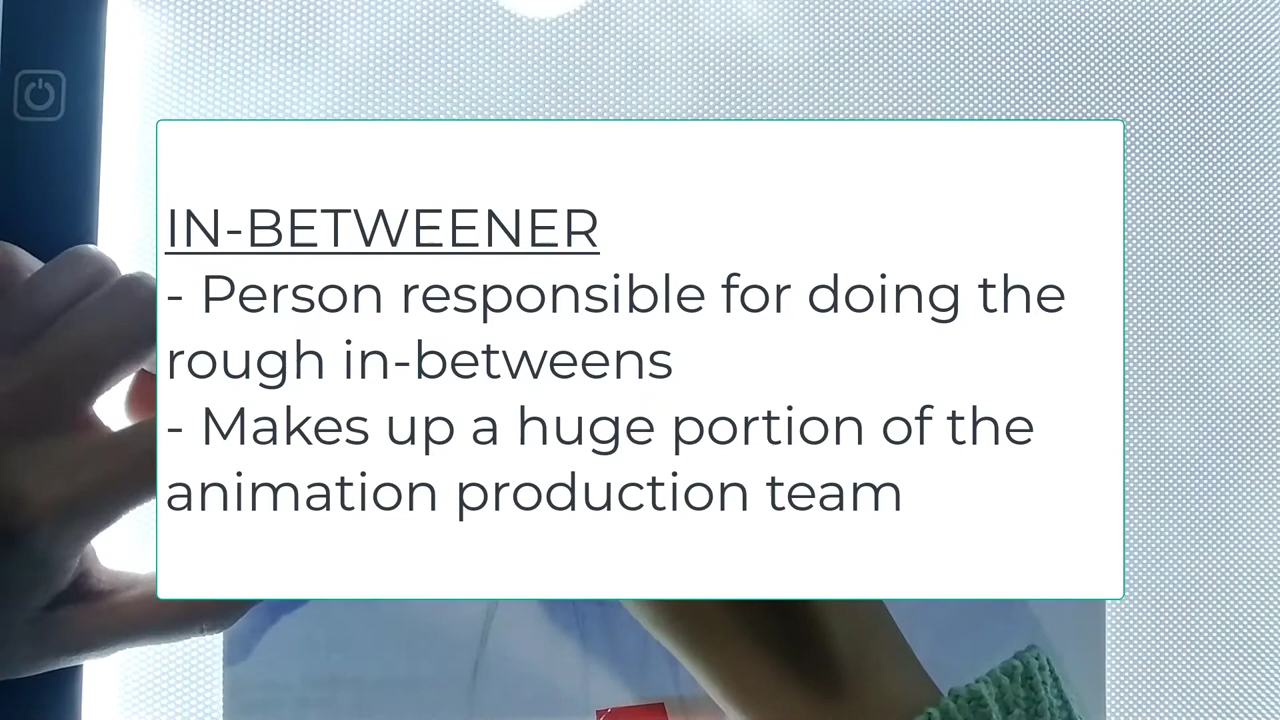 IN-BETWEENER
- Person responsible for doing the
rough in-betweens
- Makes up a huge portion of the
animation production team